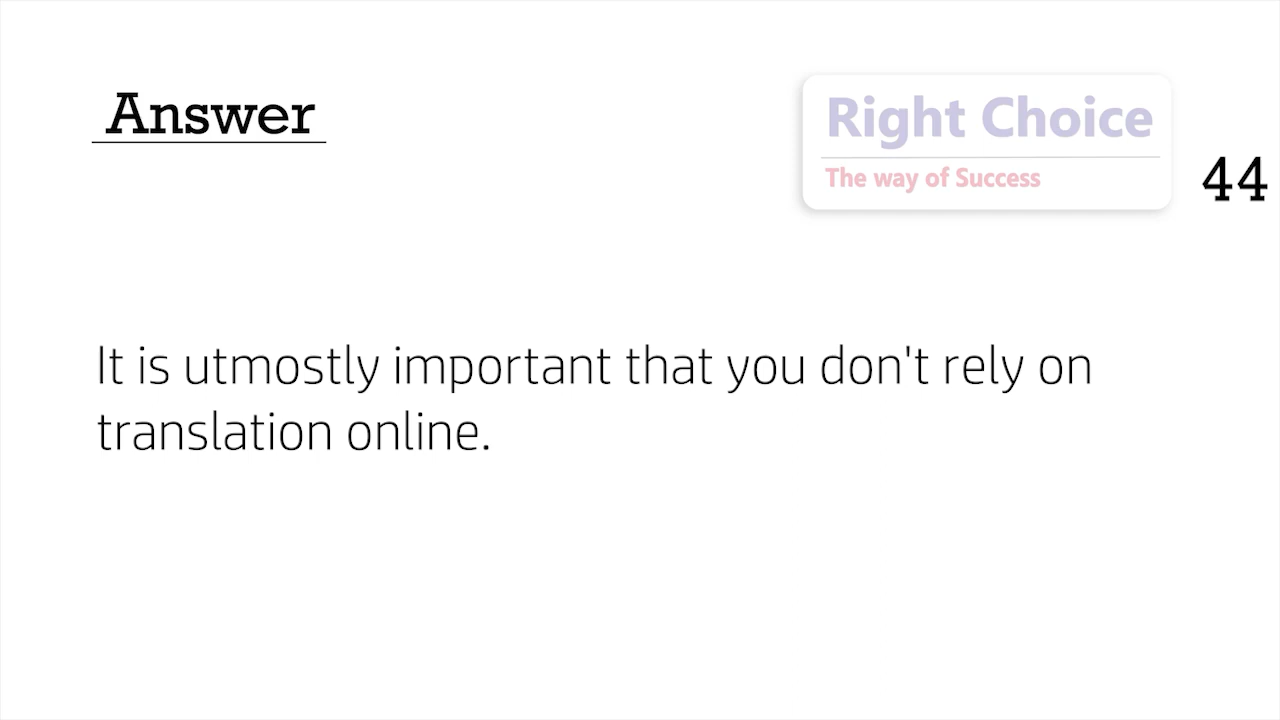 Answer
Right Choice
The way of Success
44
It is utmostly important that you don't rely on
translation online.